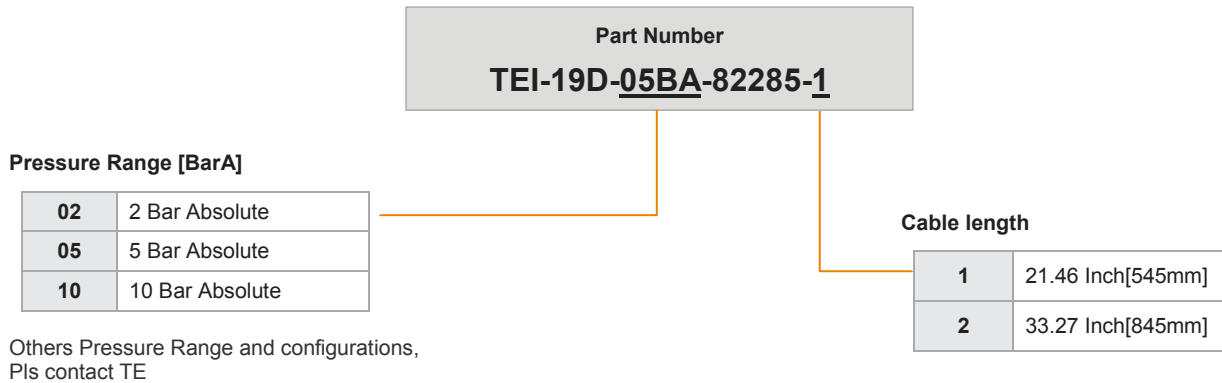 Part Number
TEI-19D-05BA-82285-1
Pressure Range [BarA]
02 2 Bar Absolute
05 5 Bar Absolute
10 10 Bar Absolute
Others Pressure Range and configurations,
Pls contact TE
Cable length
1 21.46 Inch[545mm]
2 33.27 Inch[845mm]